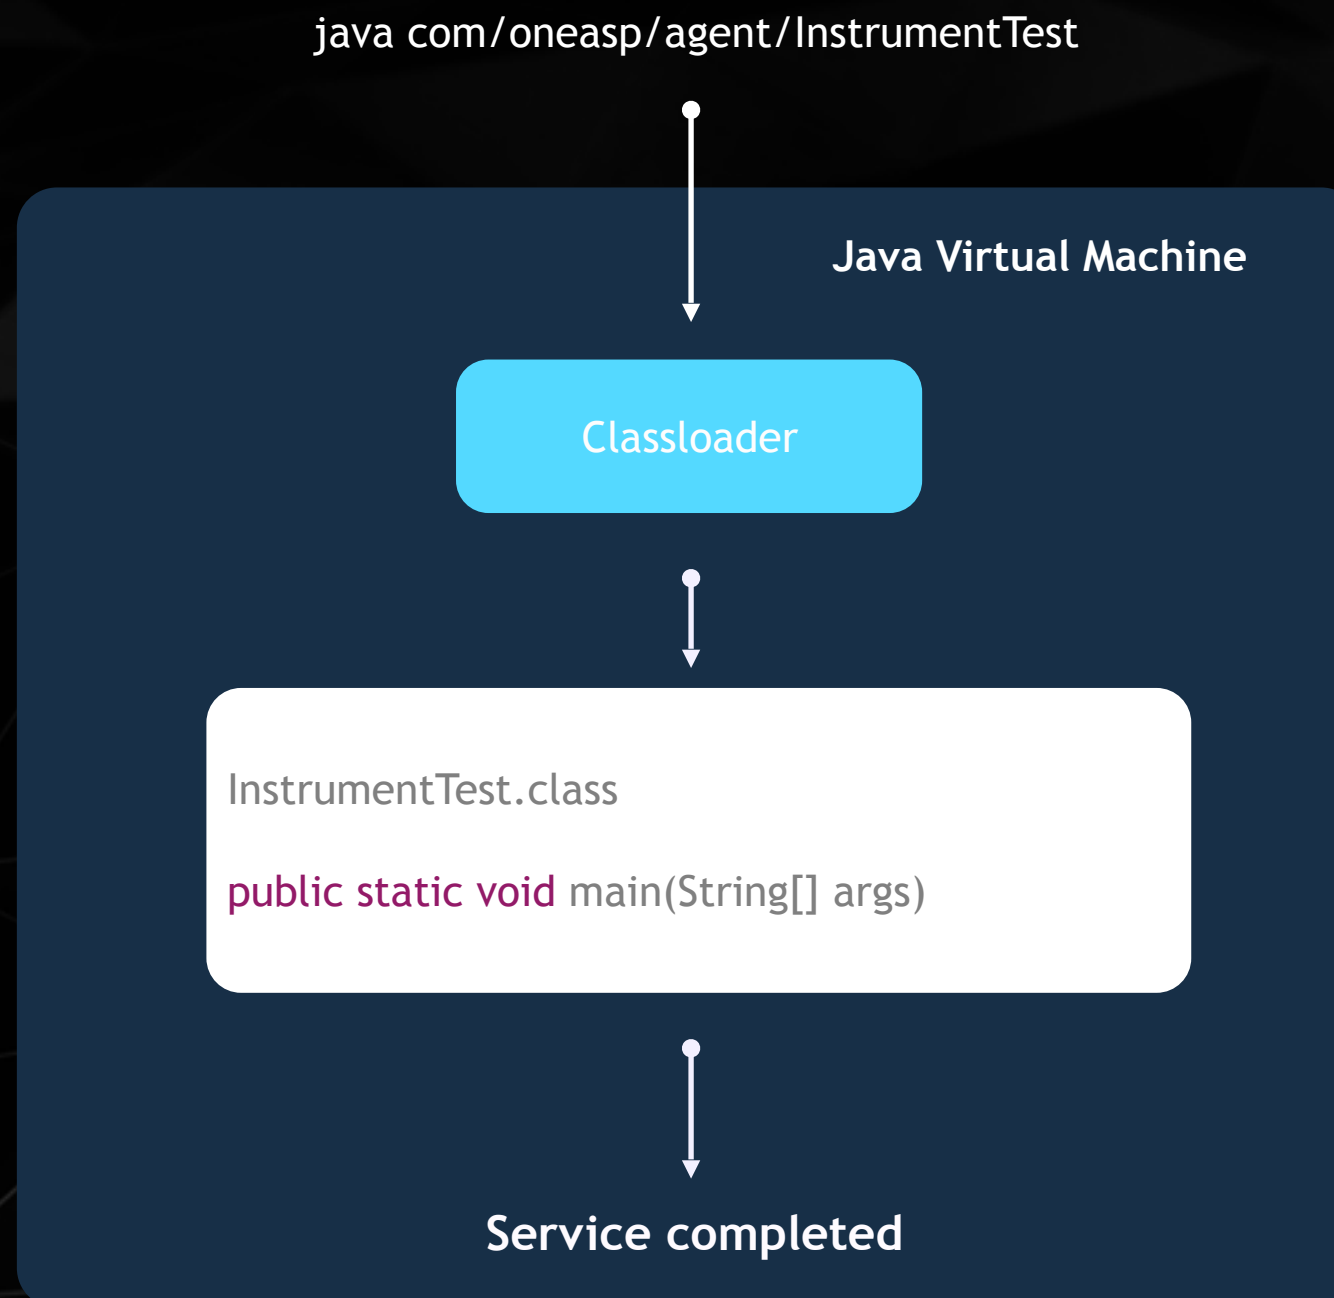 java com/oneasp/agent/InstrumentTest
Java Virtual Machine
Classloader
InstrumentTest.class
public static void main(String[] args)
Service completed